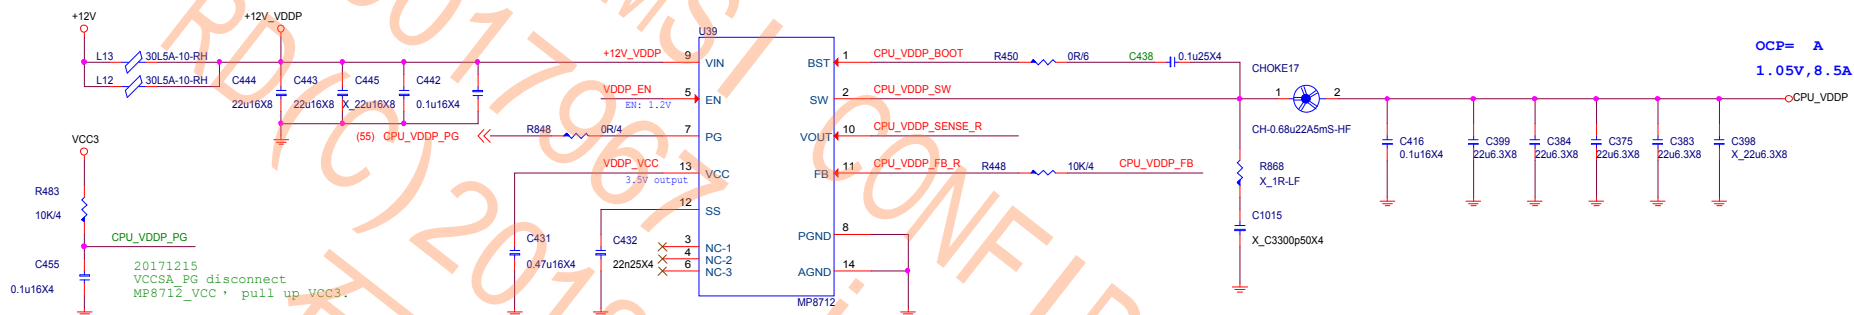 +12V
+12V_VDDP
L13
30L5A-10-RH
L12
30L5A-10-RH
C444
22u16X8
C443
22u16X8
C445
X_22u16X8
C442
0.1u16X4
(55)
CPU_VDDP_PG
R848
0R/4
VCC3
R483
10K/4
CPU_VDDP_PG
C455
0.1u16X4
20171215
VCCSA_PG disconnect
MP8712_VCC, pull up VCC3.
U39
+12V_VDDP
9
VIN
VDDP_EN
EN: 1.2V
5
EN
7
PG
VDDP_VCC
3.5V output
13
VCC
12
SS
C431
0.47u16X4
C432
22n25X4
3
NC-1
4
NC-2
6
NC-3
BST
1
CPU_VDDP_BOOT
R450
0R/6
C438
0.1u25X4
SW
2
CPU_VDDP_SW
VOUT
10
CPU_VDDP_SENSE_R
FB
11
CPU_VDDP_FB_R
R448
10K/4
CPU_VDDP_FB
PGND
8
AGND
14
MP8712
CHOKE17
1
2
CH-0.68u22A5mS-HF
R868
X_1R-LF
C1015
X_C3300p50X4
C416
0.1u16X4
C399
22u6.3X8
C384
22u6.3X8
C375
22u6.3X8
C383
22u6.3X8
C398
X_22u6.3X8
CPU_VDDP
OCP= A
1.05V,8.5A
MSI CONFI